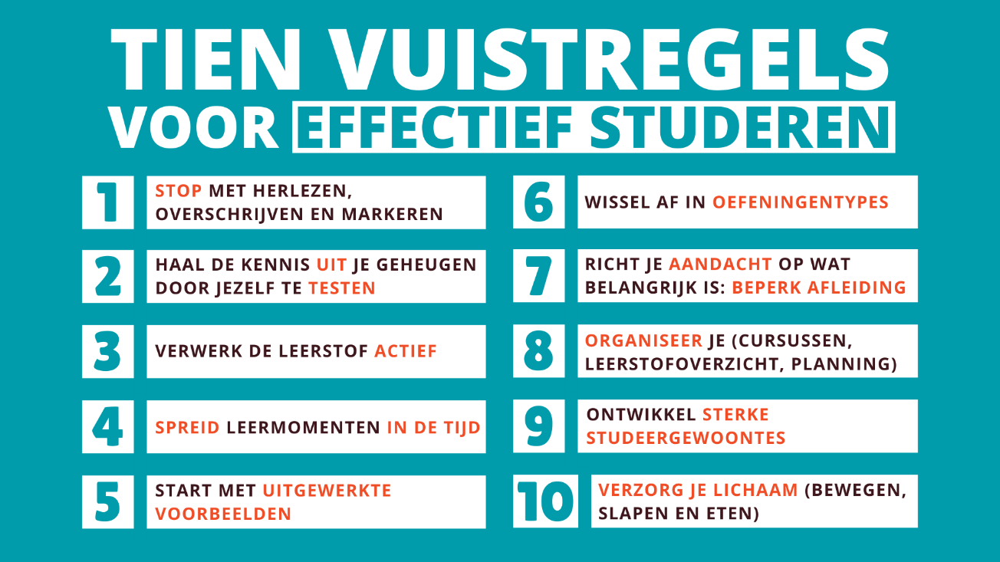 TIEN VUISTREGELS
VOOR EFFECTIEF STUDEREN
1
STOP MET HERLEZEN,
OVERSCHRIJVEN EN MARKEREN
2
HAAL DE KENNIS UIT JE GEHEUGEN
DOOR JEZELF TE TESTEN
3
VERWERK DE LEERSTOF ACTIEF
4
SPREID LEERMOMENTEN IN DE TIJD
5
START MET UITGEWERKTE
VOORBEELDEN
6
WISSEL AF IN OEFENINGENTYPES
7
RICHT JE AANDACHT OP WAT
BELANGRIJK IS: BEPERK AFLEIDING
8
ORGANISEER JE (CURSUSSEN,
LEERSTOFOVERZICHT, PLANNING)
9
ONTWIKKEL STERKE
STUDEERGEWOONTES
10
VERZORG JE LICHAAM (BEWEGEN,
SLAPEN EN ETEN)